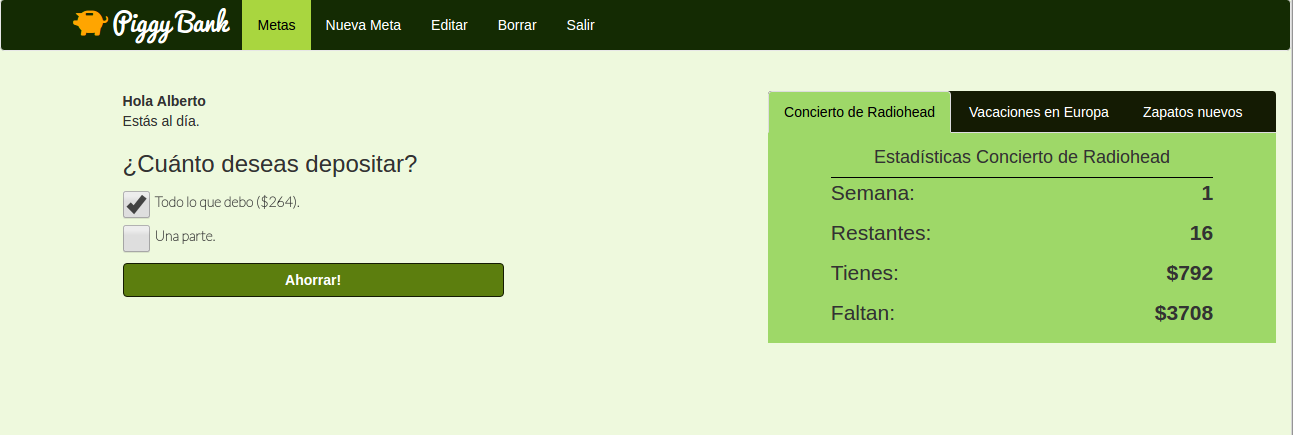 Piggy Bank Metas Nueva Meta Editar Borrar Salir
Hola Alberto
Estás al día.
¿Cuánto deseas depositar?
Todo lo que debo ($264).
Una parte.
Ahorrar!
Concierto de Radiohead Vacaciones en Europa Zapatos nuevos
Estadísticas Concierto de Radiohead
Semana: 1
Restantes: 16
Tienes: $792
Faltan: $3708